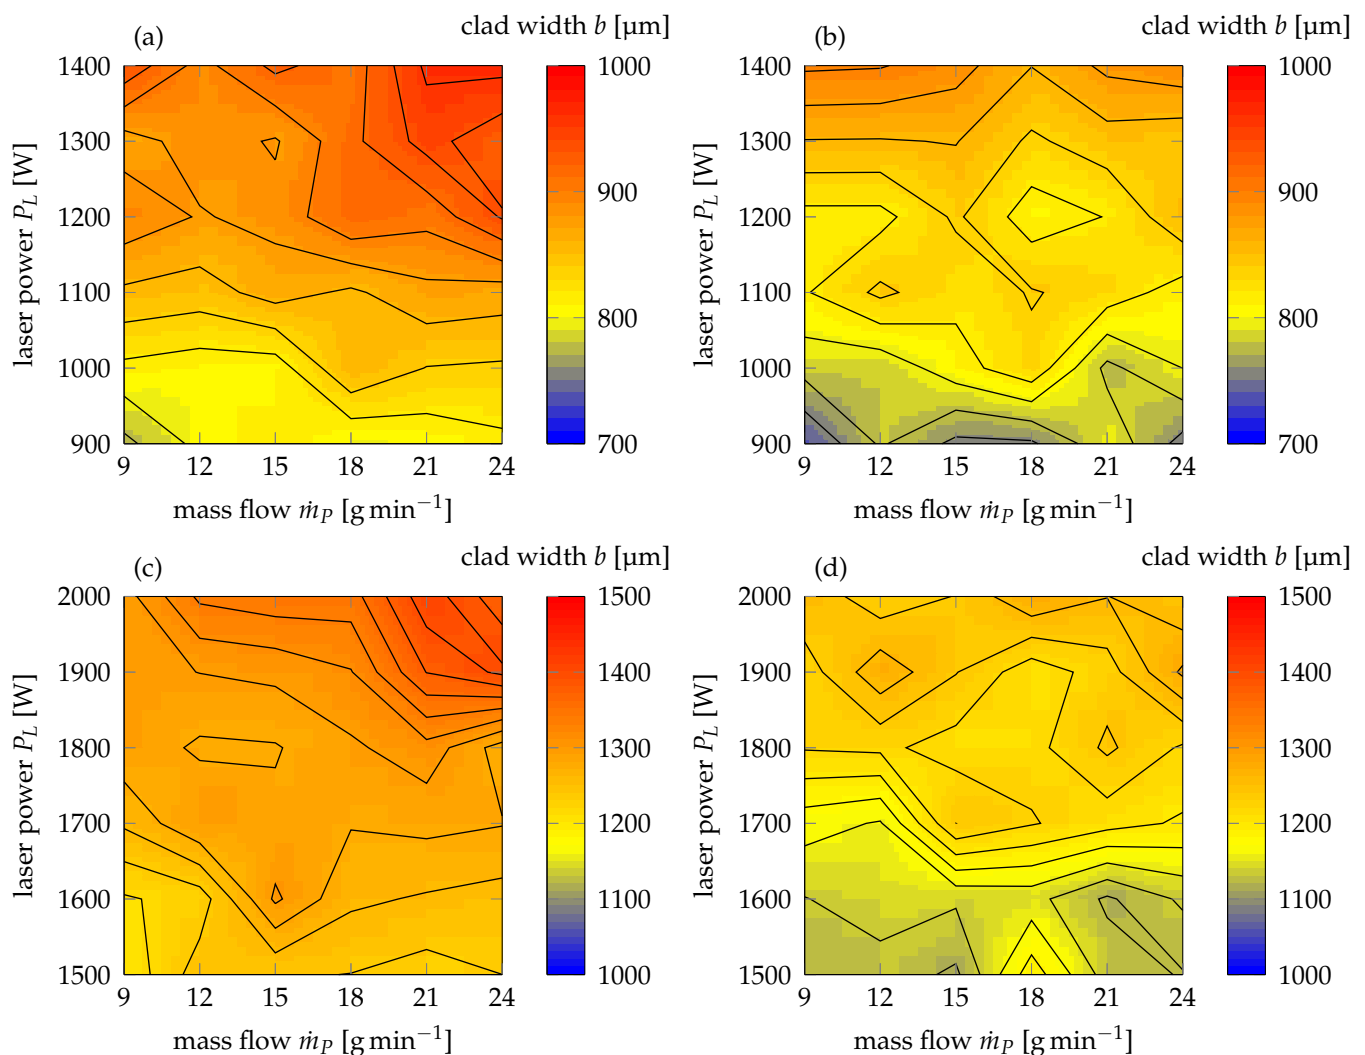 (a)
clad width b [µm]
1400
1300
1200
1100
1000
900
laser power P_L [W]
9 12 15 18 21 24
mass flow ṁ_P [g min⁻¹]
1000
900
800
700
(b)
clad width b [µm]
1400
1300
1200
1100
1000
900
laser power P_L [W]
9 12 15 18 21 24
mass flow ṁ_P [g min⁻¹]
1000
900
800
700
(c)
clad width b [µm]
2000
1900
1800
1700
1600
1500
laser power P_L [W]
9 12 15 18 21 24
mass flow ṁ_P [g min⁻¹]
1500
1400
1300
1200
1100
1000
(d)
clad width b [µm]
2000
1900
1800
1700
1600
1500
laser power P_L [W]
9 12 15 18 21 24
mass flow ṁ_P [g min⁻¹]
1500
1400
1300
1200
1100
1000